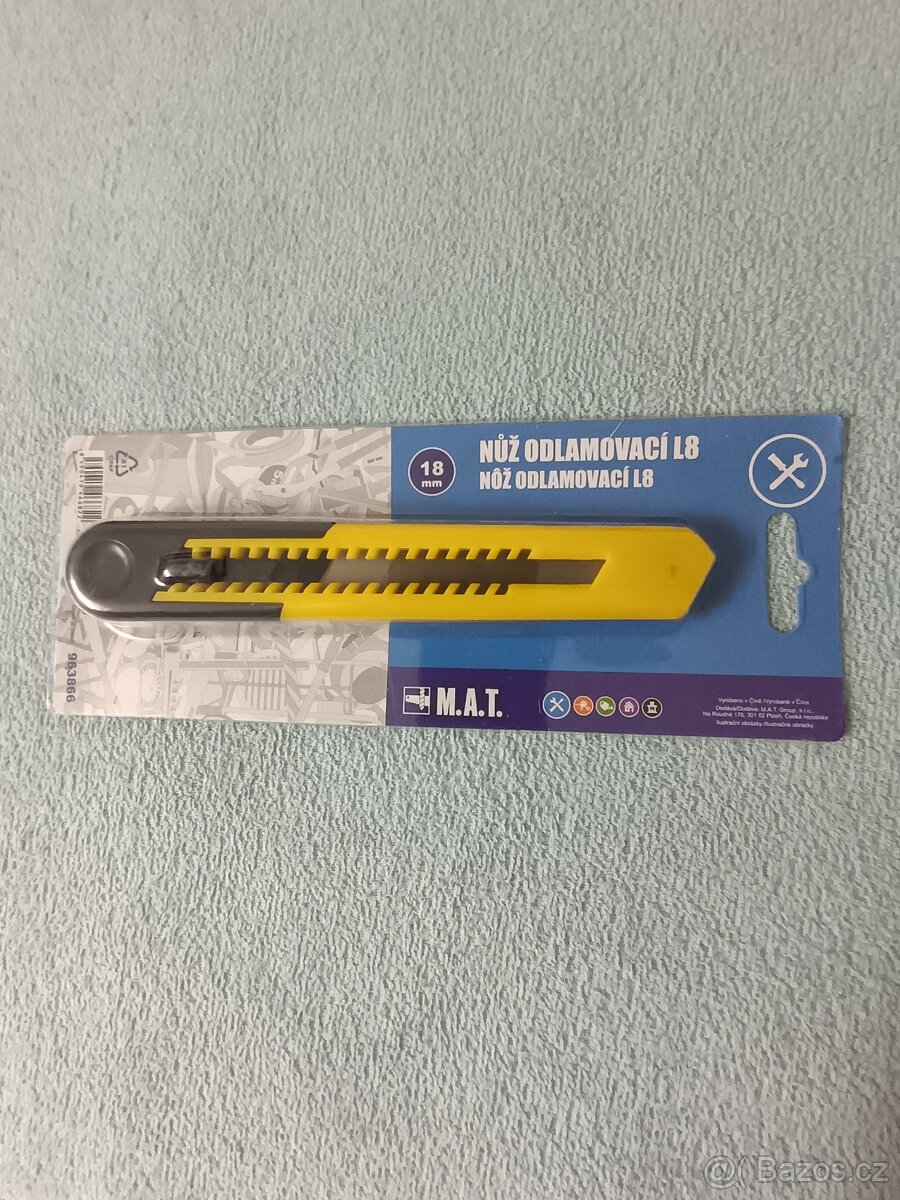 NŮŽ ODLAMOVACÍ L8
NÔŽ ODLAMOVACÍ L8
18
mm
963866
M.A.T.
Vyrobeno v Číně /Vyrobené v Číne
Dodává/Dodáva: M.A.T. Group, s.r.o.,
Na Roudné 176, 301 62 Plzeň, Česká republika
Ilustrační obrázky./Ilustračné obrázky.
@ Bazos.cz